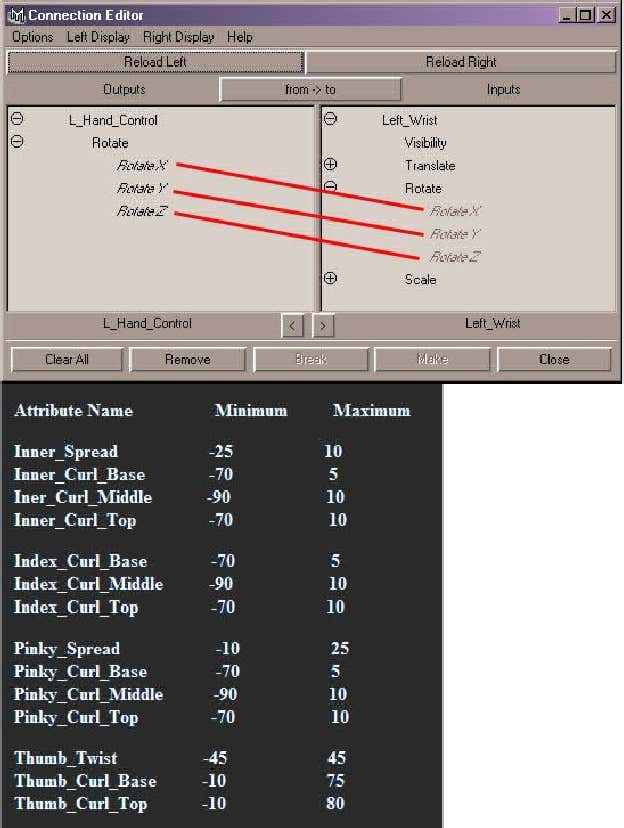 Connection Editor
Options Left Display Right Display Help
Reload Left Reload Right
Outputs from -> to Inputs
L_Hand_Control Left_Wrist
Rotate Visibility
Rotate X Translate
Rotate Y Rotate
Rotate Z Rotate X
Rotate Y
Rotate Z
Scale
L_Hand_Control < > Left_Wrist
Clear All Remove Break Make Close
Attribute Name Minimum Maximum
Inner_Spread -25 10
Inner_Curl_Base -70 5
Iner_Curl_Middle -90 10
Inner_Curl_Top -70 10
Index_Curl_Base -70 5
Index_Curl_Middle -90 10
Index_Curl_Top -70 10
Pinky_Spread -10 25
Pinky_Curl_Base -70 5
Pinky_Curl_Middle -90 10
Pinky_Curl_Top -70 10
Thumb_Twist -45 45
Thumb_Curl_Base -10 75
Thumb_Curl_Top -10 80